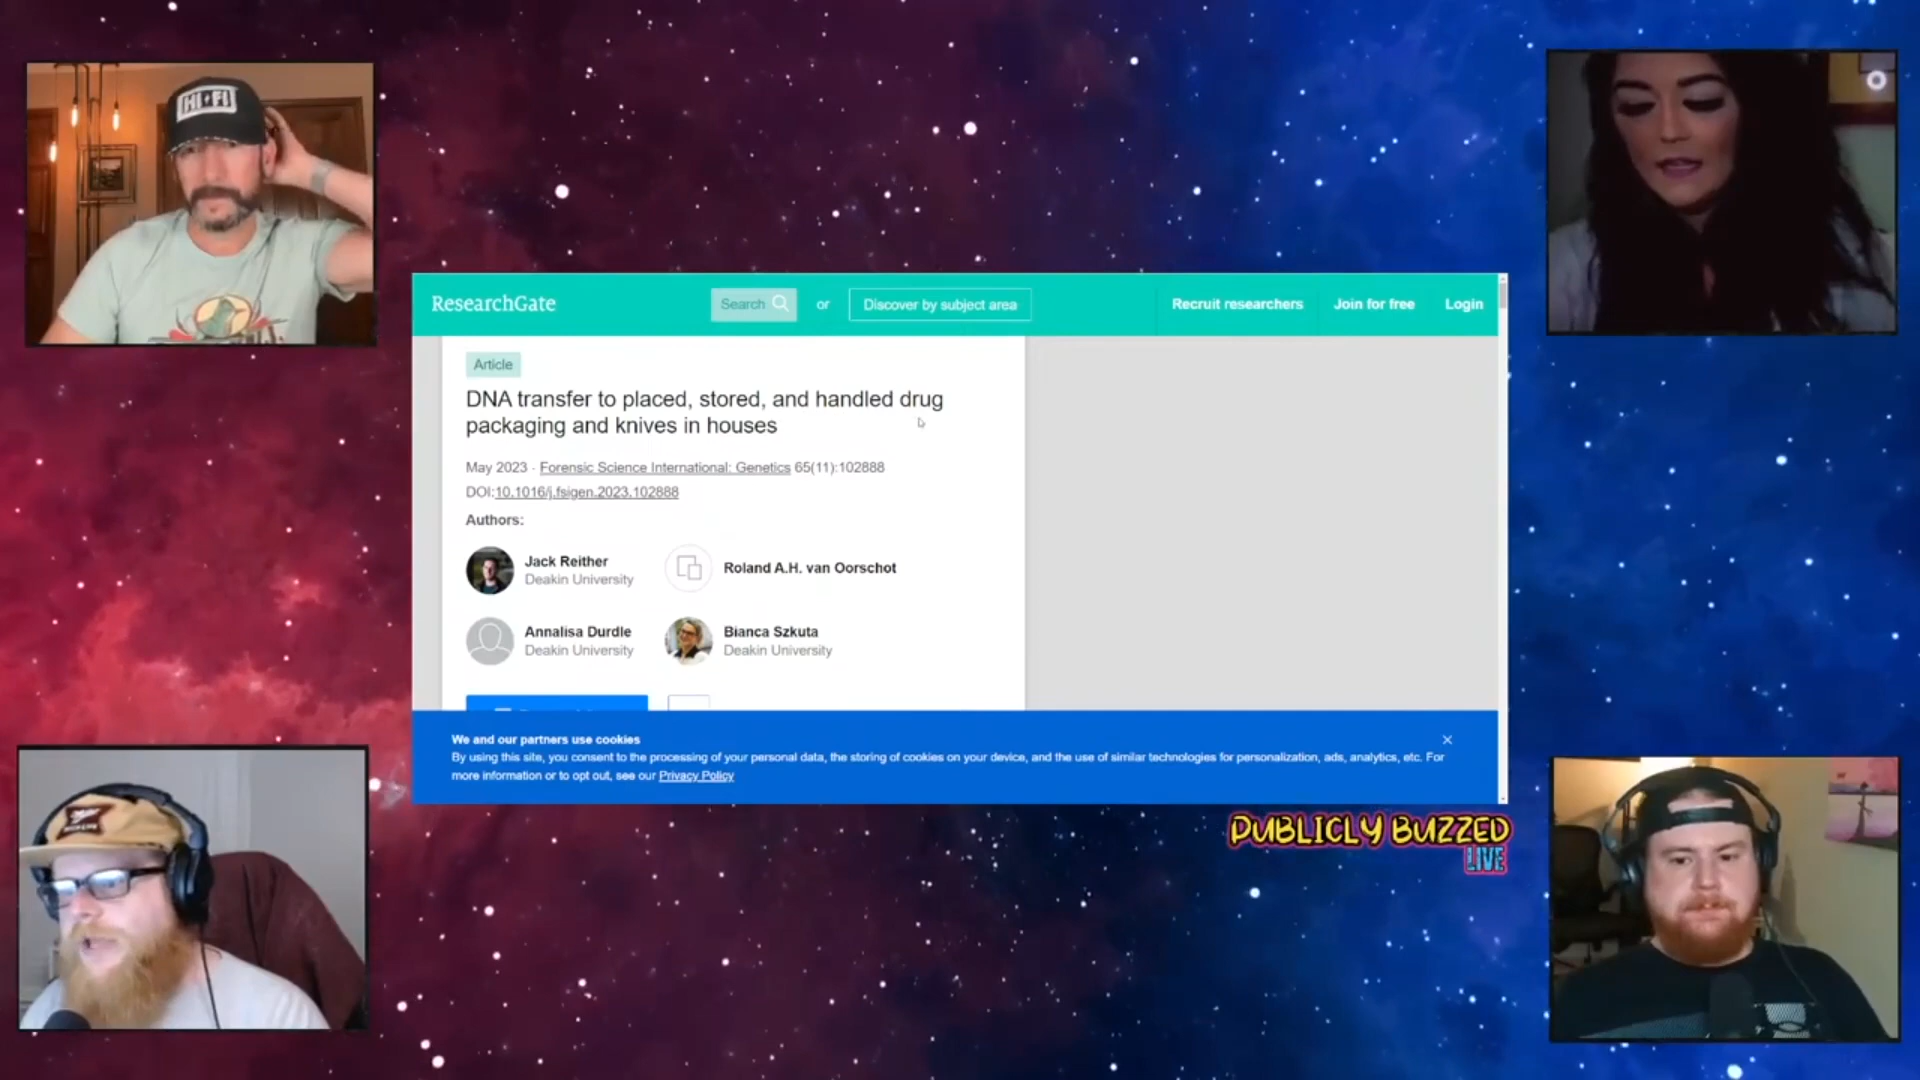 HI-FI
ResearchGate
Search
or
Discover by subject area
Recruit researchers
Join for free
Login
Article
DNA transfer to placed, stored, and handled drug
packaging and knives in houses
May 2023 · Forensic Science International: Genetics 65(11):102888
DOI:10.1016/j.fsigen.2023.102888
Authors:
Jack Reither
Deakin University
Roland A.H. van Oorschot
Annalisa Durdle
Deakin University
Bianca Szkuta
Deakin University
We and our partners use cookies
By using this site, you consent to the processing of your personal data, the storing of cookies on your device, and the use of similar technologies for personalization, ads, analytics, etc. For
more information or to opt out, see our Privacy Policy
PUBLICLY BUZZED
LIVE